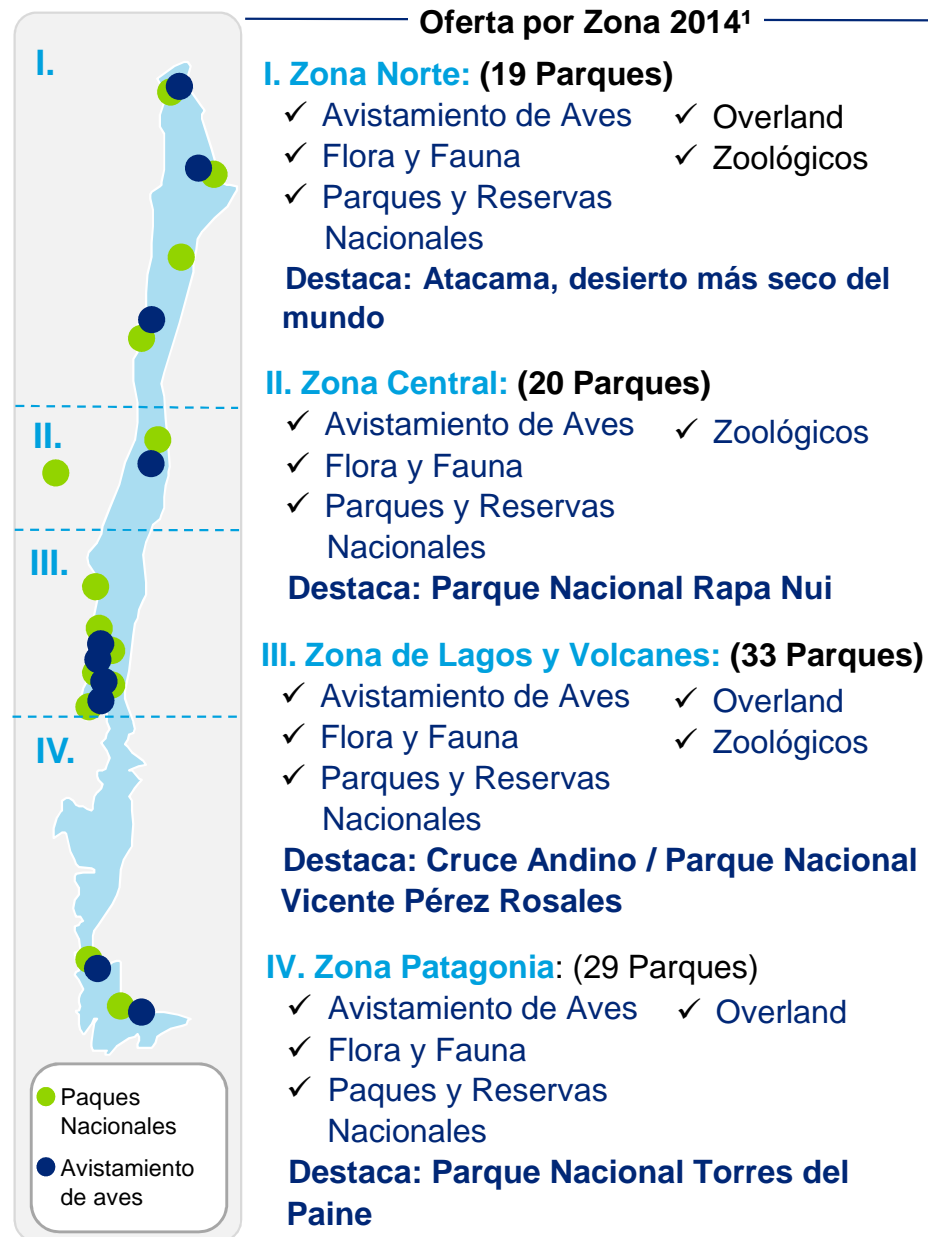 Oferta por Zona 2014¹
I.
I. Zona Norte: (19 Parques)
✓ Avistamiento de Aves
✓ Flora y Fauna
✓ Parques y Reservas
Nacionales
✓ Overland
✓ Zoológicos
Destaca: Atacama, desierto más seco del
mundo
II.
II. Zona Central: (20 Parques)
✓ Avistamiento de Aves
✓ Flora y Fauna
✓ Parques y Reservas
Nacionales
✓ Zoológicos
Destaca: Parque Nacional Rapa Nui
III.
III. Zona de Lagos y Volcanes: (33 Parques)
✓ Avistamiento de Aves
✓ Flora y Fauna
✓ Parques y Reservas
Nacionales
✓ Overland
✓ Zoológicos
Destaca: Cruce Andino / Parque Nacional
Vicente Pérez Rosales
IV.
IV. Zona Patagonia: (29 Parques)
✓ Avistamiento de Aves
✓ Flora y Fauna
✓ Paques y Reservas
Nacionales
✓ Overland
Destaca: Parque Nacional Torres del
Paine
Paques
Nacionales
Avistamiento
de aves